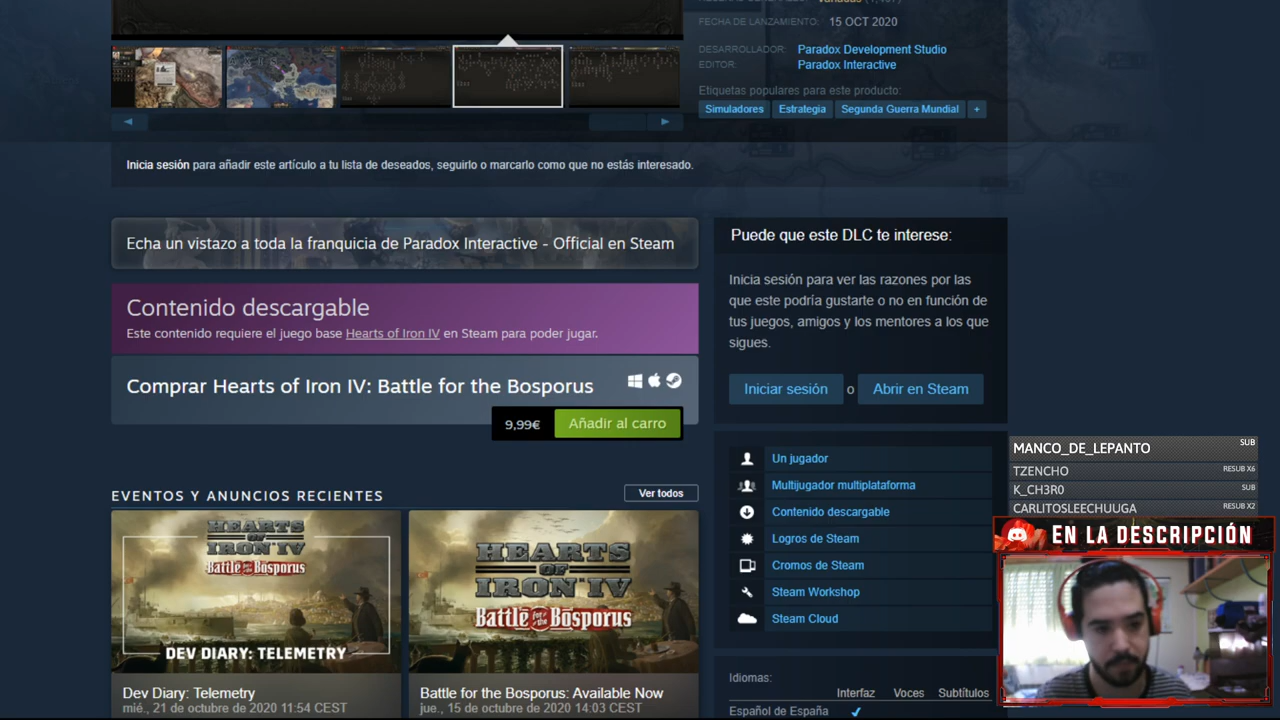 FECHA DE LANZAMIENTO: 15 OCT 2020
DESARROLLADOR: Paradox Development Studio
EDITOR: Paradox Interactive
Etiquetas populares para este producto:
Simuladores Estrategia Segunda Guerra Mundial +
Inicia sesión para añadir este artículo a tu lista de deseados, seguirlo o marcarlo como que no estás interesado.
Echa un vistazo a toda la franquicia de Paradox Interactive - Official en Steam
Contenido descargable
Este contenido requiere el juego base Hearts of Iron IV en Steam para poder jugar.
Comprar Hearts of Iron IV: Battle for the Bosporus
9,99€ Añadir al carro
EVENTOS Y ANUNCIOS RECIENTES Ver todos
HEARTS OF IRON IV
Battle for the Bosporus
DEV DIARY: TELEMETRY
Dev Diary: Telemetry
mié., 21 de octubre de 2020 11:54 CEST
HEARTS OF IRON IV
Battle for the Bosporus
Battle for the Bosporus: Available Now
jue., 15 de octubre de 2020 14:03 CEST
Puede que este DLC te interese:
Inicia sesión para ver las razones por las
que este podría gustarte o no en función de
tus juegos, amigos y los mentores a los que
sigues.
Iniciar sesión o Abrir en Steam
Un jugador
Multijugador multiplataforma
Contenido descargable
Logros de Steam
Cromos de Steam
Steam Workshop
Steam Cloud
Idiomas:
Interfaz Voces Subtítulos
Español de España
MANCO_DE_LEPANTO SUB
TZENCHO RESUB X6
K_CH3R0 SUB
CARLITOSLEECHUUGA RESUB X2
EN LA DESCRIPCIÓN